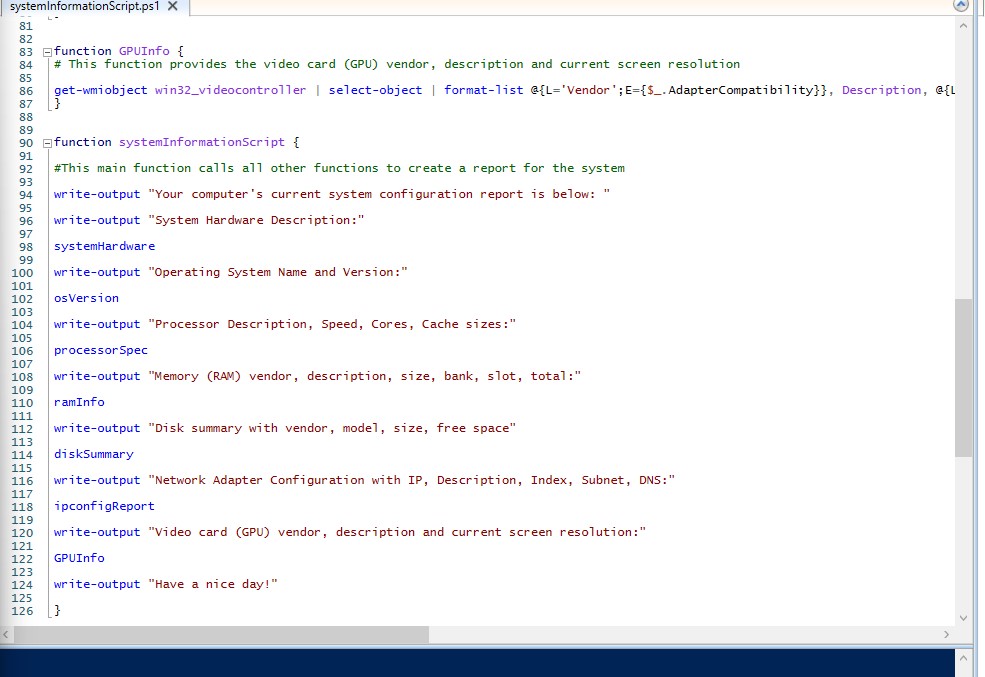 systemInformationScript.ps1 X
81
82
83 function GPUInfo {
84 # This function provides the video card (GPU) vendor, description and current screen resolution
85
86 get-wmiobject win32_videocontroller | select-object | format-list @{L='Vendor';E={$_.AdapterCompatibility}}, Description, @{L
87 }
88
89
90 function systemInformationScript {
91
92 #This main function calls all other functions to create a report for the system
93
94 write-output "Your computer's current system configuration report is below: "
95
96 write-output "System Hardware Description:"
97
98 systemHardware
99
100 write-output "Operating System Name and Version:"
101
102 osVersion
103
104 write-output "Processor Description, Speed, Cores, Cache sizes:"
105
106 processorSpec
107
108 write-output "Memory (RAM) vendor, description, size, bank, slot, total:"
109
110 ramInfo
111
112 write-output "Disk summary with vendor, model, size, free space"
113
114 diskSummary
115
116 write-output "Network Adapter Configuration with IP, Description, Index, Subnet, DNS:"
117
118 ipconfigReport
119
120 write-output "Video card (GPU) vendor, description and current screen resolution:"
121
122 GPUInfo
123
124 write-output "Have a nice day!"
125
126 }